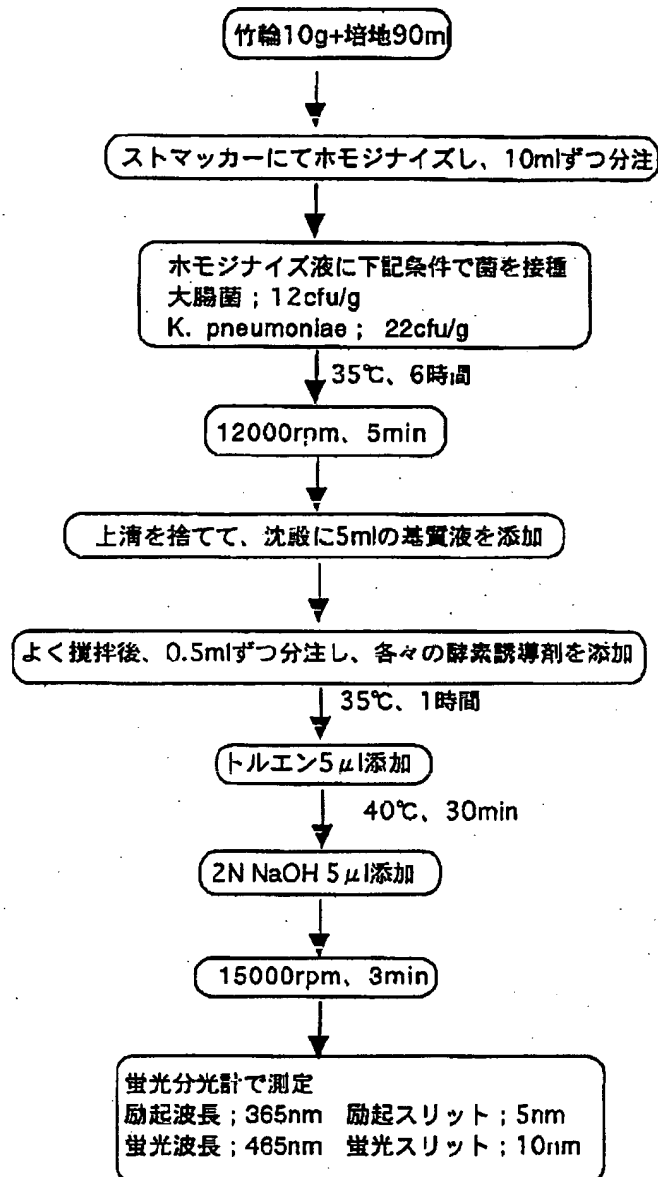 竹輪10g+培地90ml
ストマッカーにてホモジナイズし、10mlずつ分注
ホモジナイズ液に下記条件で菌を接種
大腸菌；12cfu/g
K. pneumoniae； 22cfu/g
35℃、6時間
12000rpm、5min
上清を捨てて、沈殿に5mlの基質液を添加
よく撹拌後、0.5mlずつ分注し、各々の酵素誘導剤を添加
35℃、1時間
トルエン5μl添加
40℃、30min
2N NaOH 5μl添加
15000rpm、3min
蛍光分光計で測定
励起波長；365nm 励起スリット；5nm
蛍光波長；465nm 蛍光スリット；10nm